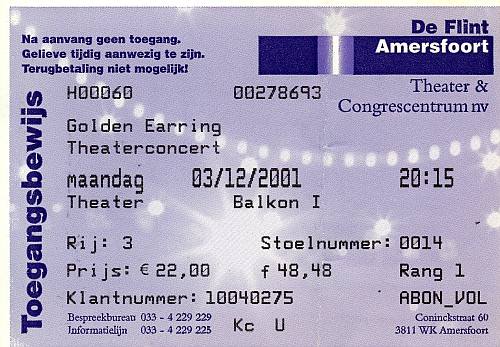 Na aanvang geen toegang.
Gelieve tijdig aanwezig te zijn.
Terugbetaling niet mogelijk!
De Flint
Amersfoort
Theater &
Congrescentrum nv
Toegangsbewijs
H00060 00278693
Golden Earring
Theaterconcert
maandag 03/12/2001 20:15
Theater Balkon I
Rij: 3 Stoelnummer: 0014
Prijs: € 22,00 f 48,48 Rang 1
Klantnummer: 10040275 ABON_VOL
Bespreekbureau 033 - 4 229 229
Informatielijn 033 - 4 229 225
Kc U
Coninckstraat 60
3811 WK Amersfoort